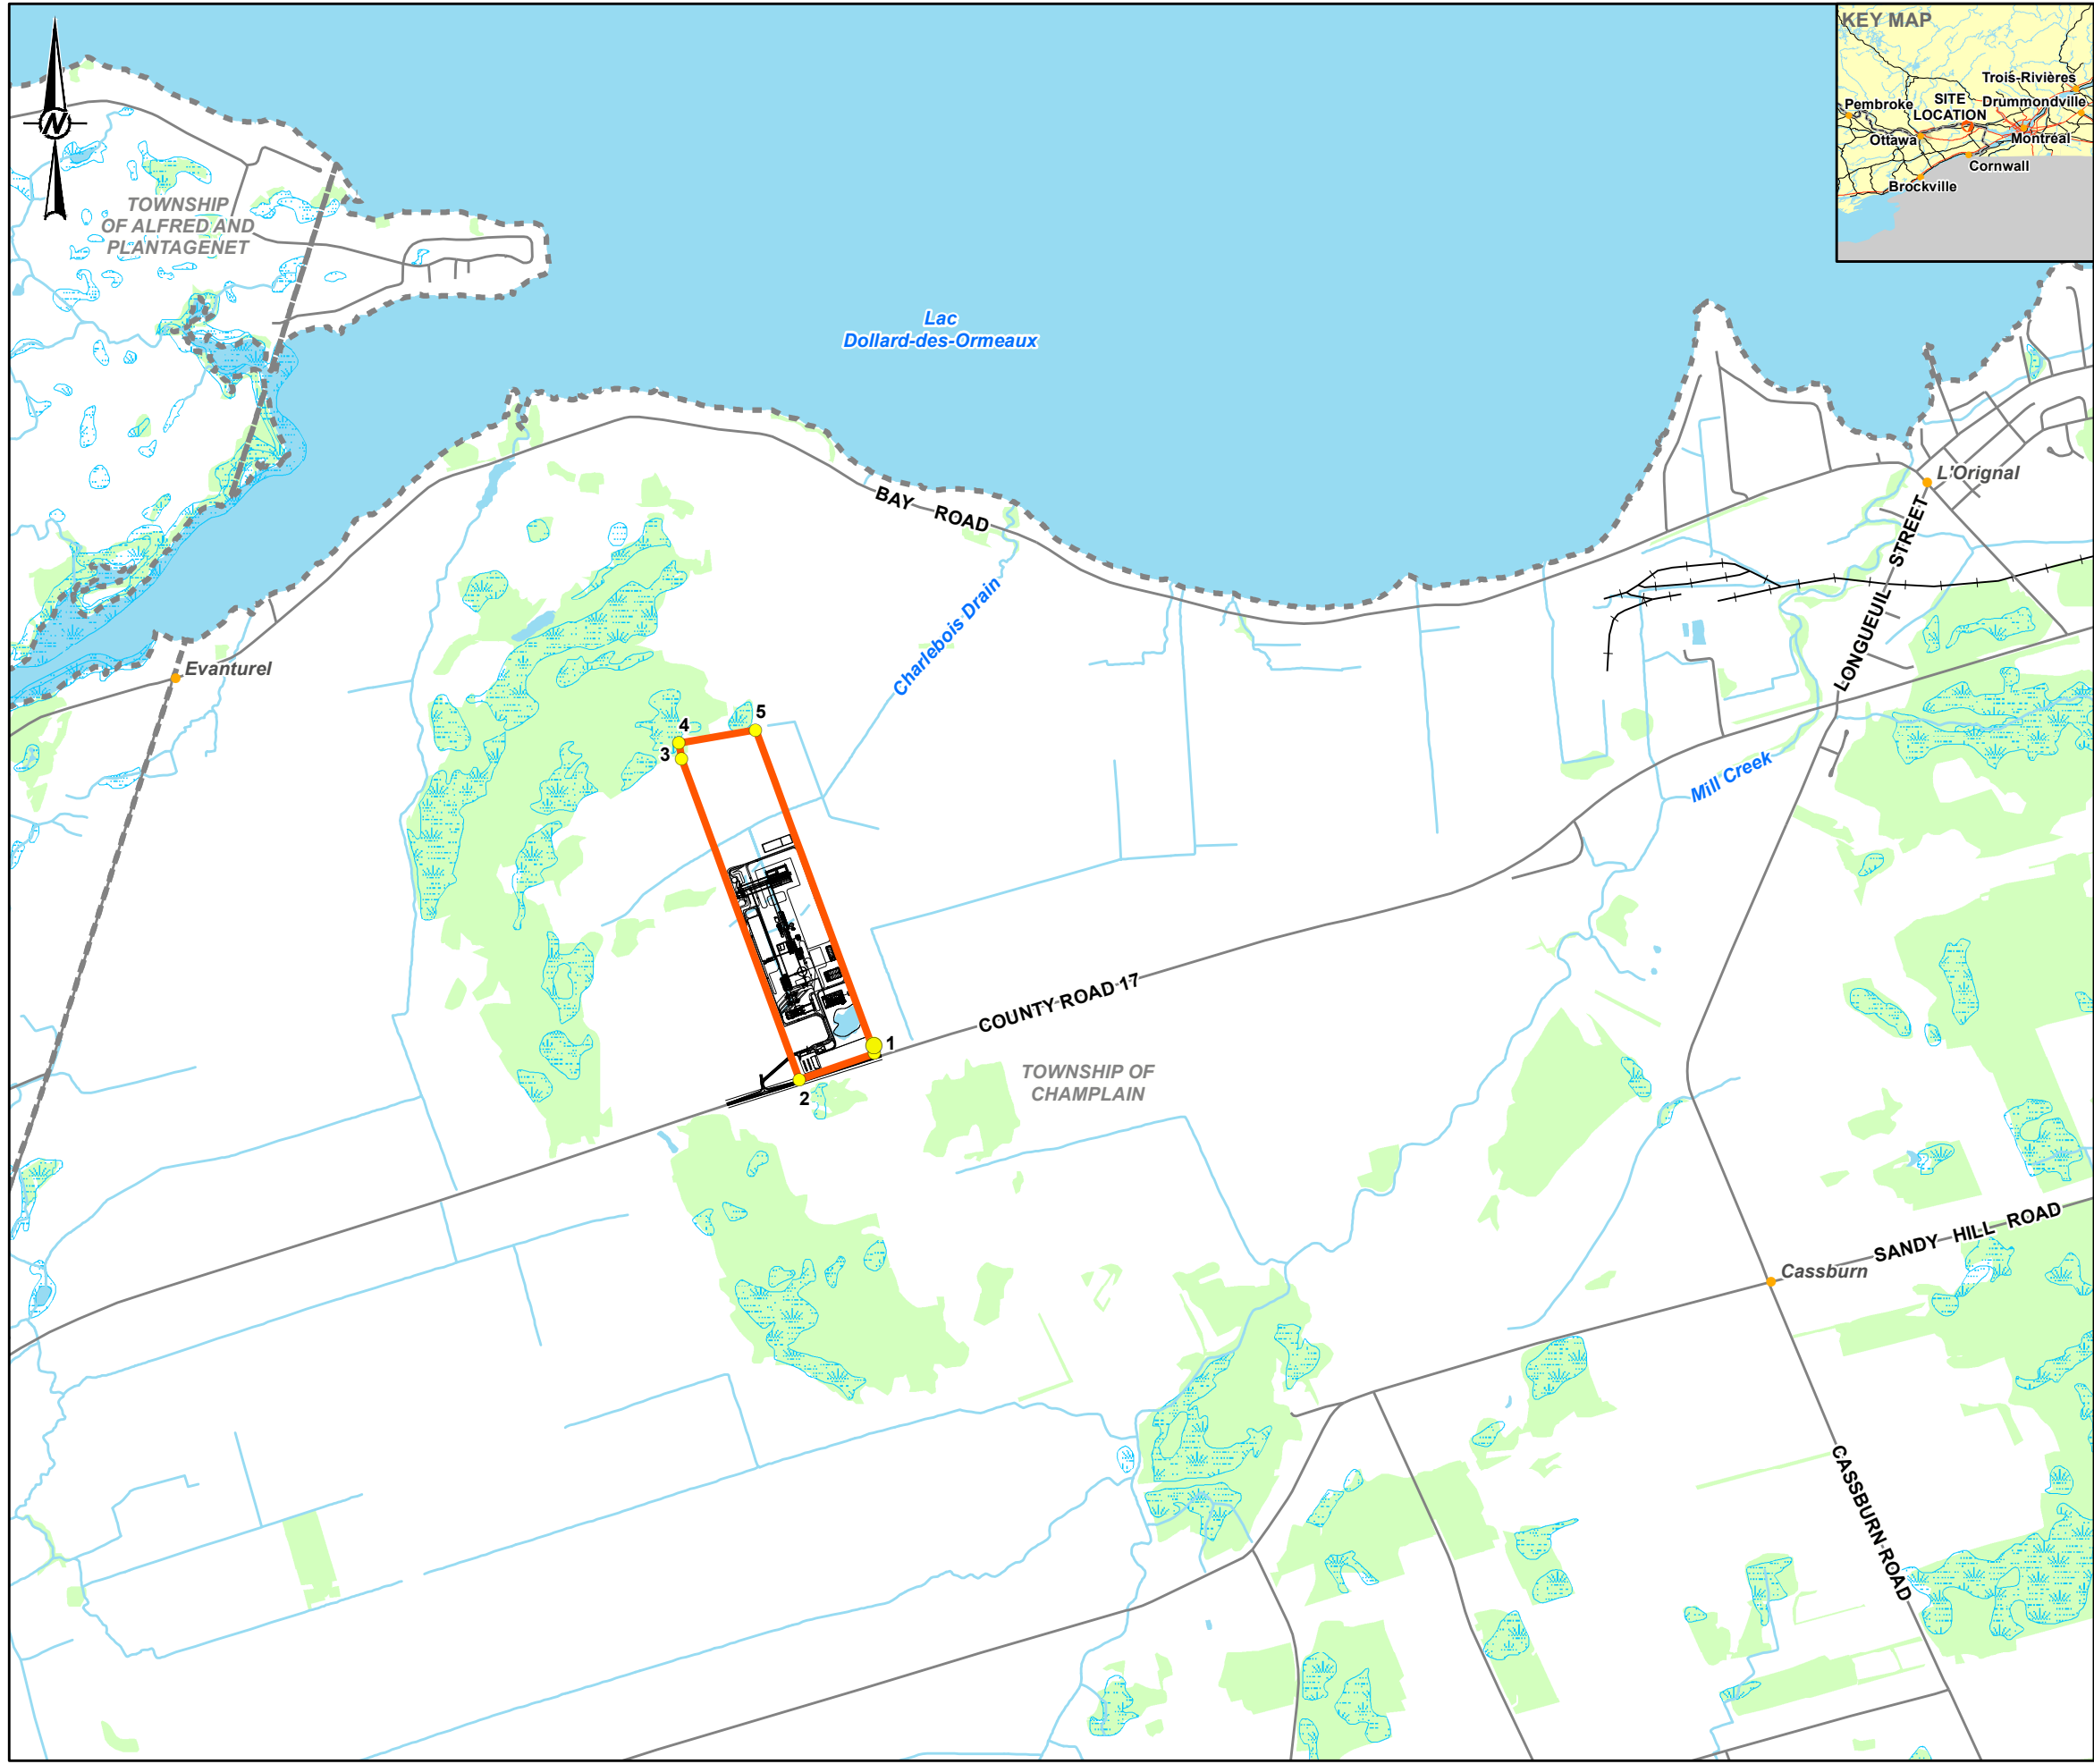 KEY MAP
Trois-Rivières
Pembroke
SITE
LOCATION
Drummondville
Ottawa
Montréal
Cornwall
Brockville
N
TOWNSHIP
OF ALFRED AND
PLANTAGENET
Lac
Dollard-des-Ormeaux
L'Orignal
BAY ROAD
LONGUEUIL STREET
Charlebois Drain
Evanturel
5
4
3
Mill Creek
COUNTY ROAD 17
1
2
TOWNSHIP OF
CHAMPLAIN
SANDY HILL ROAD
Cassburn
CASSBURN ROAD